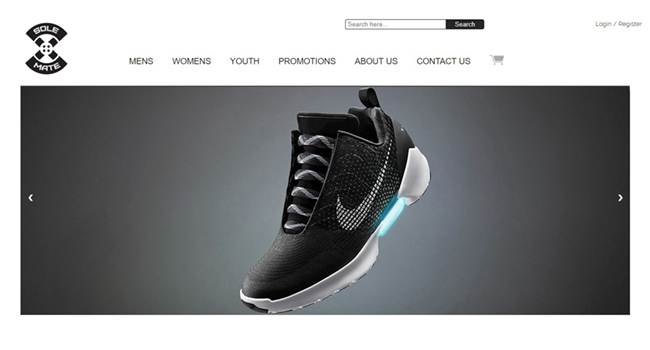 Search here...
Search
Login / Register
SOLE
MATE
MENS
WOMENS
YOUTH
PROMOTIONS
ABOUT US
CONTACT US